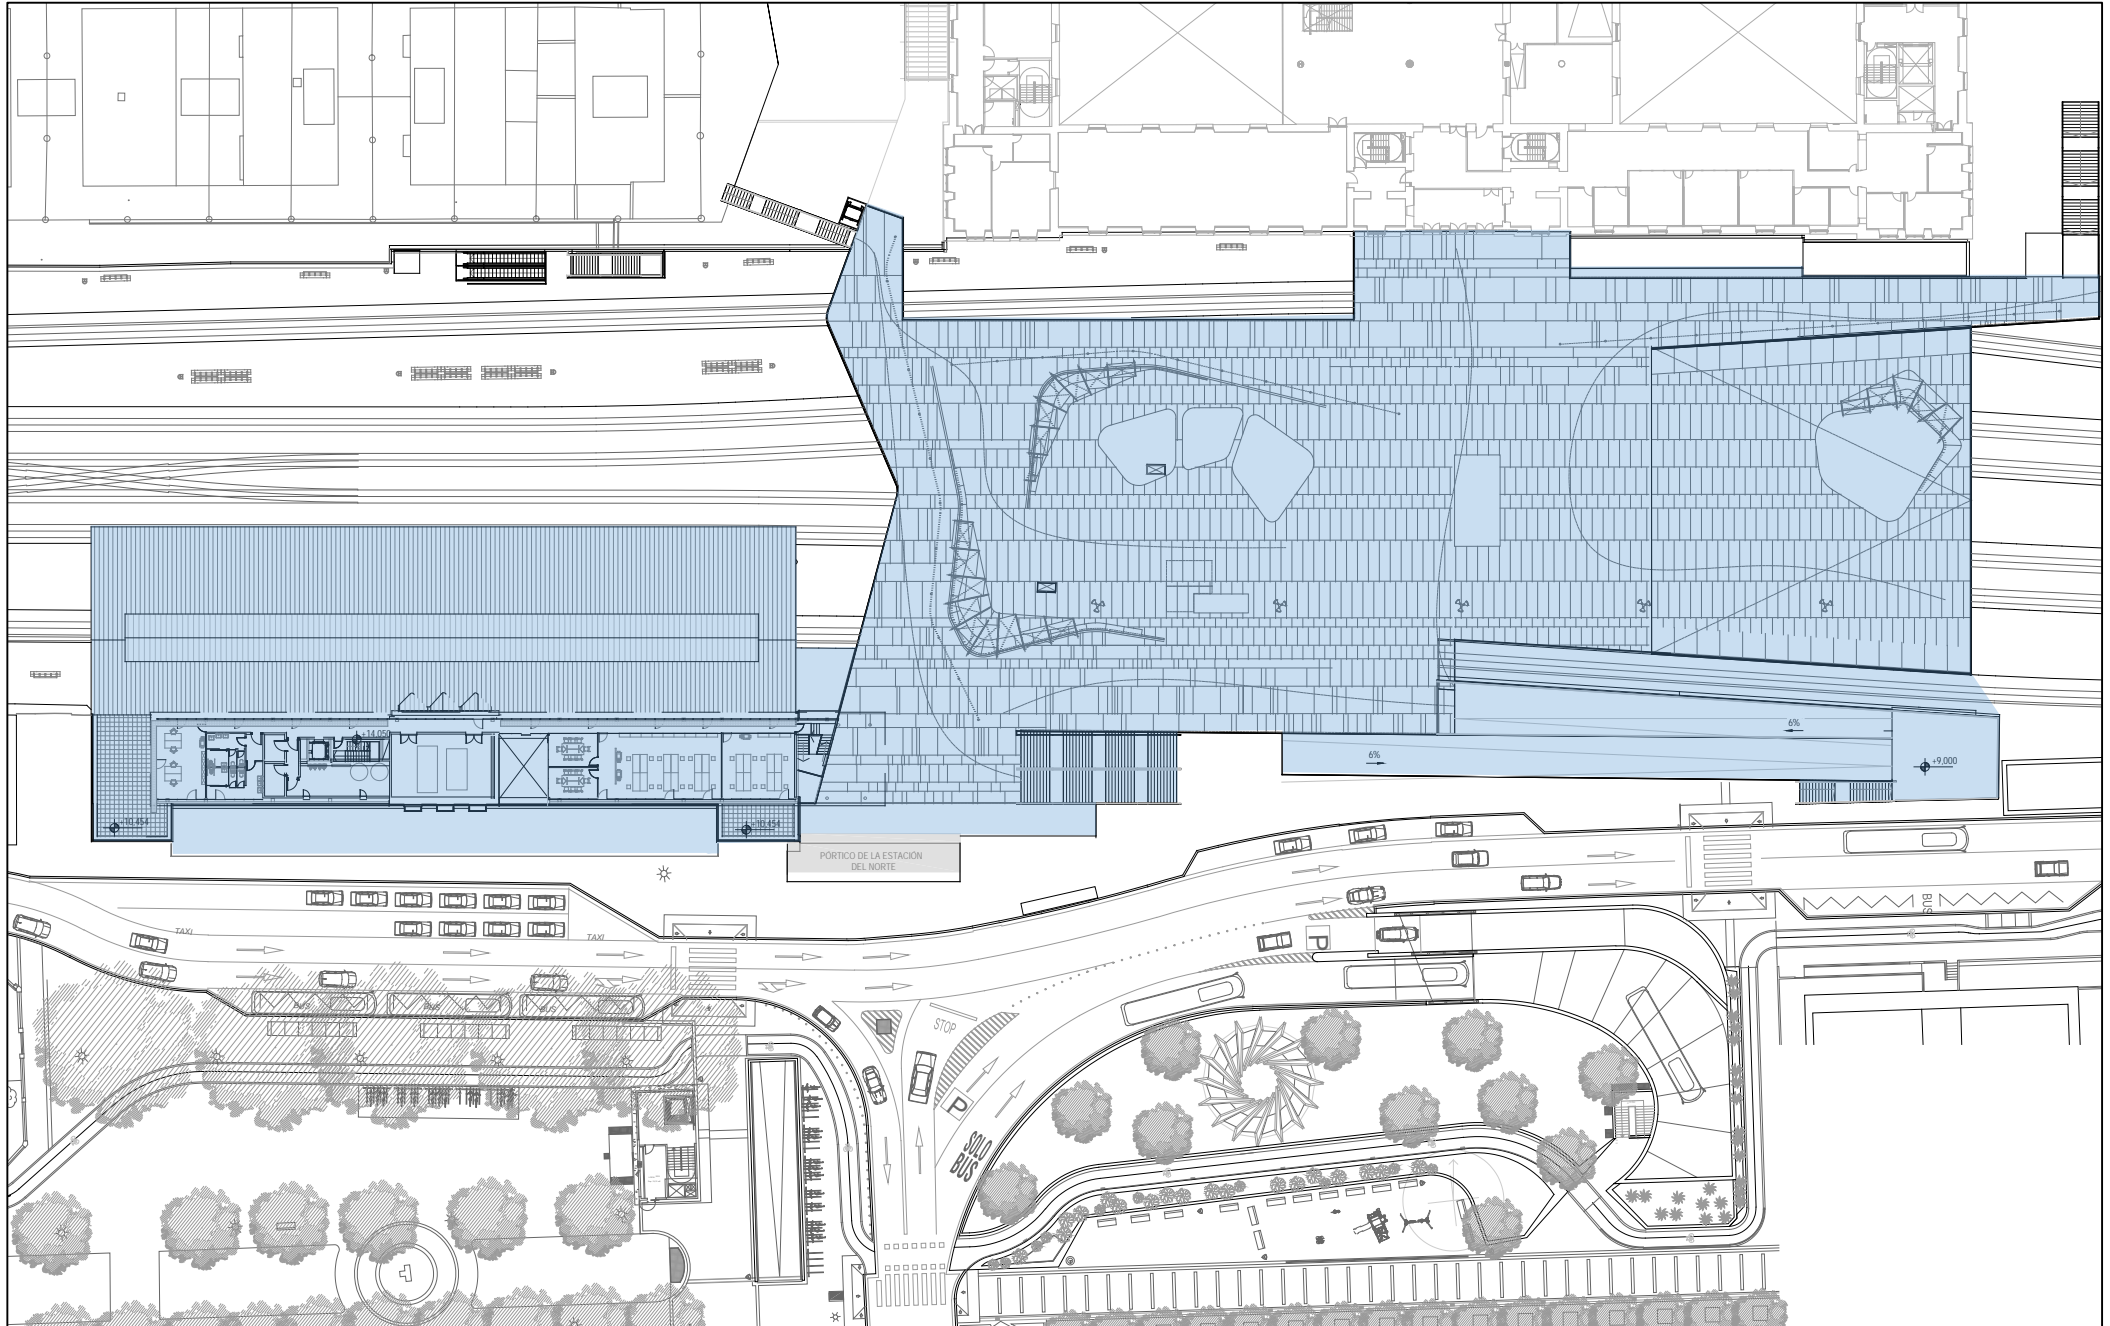 6%
+14,050
6%
+9,000
+10,454
+10,454
PÓRTICO DE LA ESTACIÓN
DEL NORTE
BUS
TAXI
TAXI
P
BUS
BUS
BUS
STOP
P
SOLO
BUS